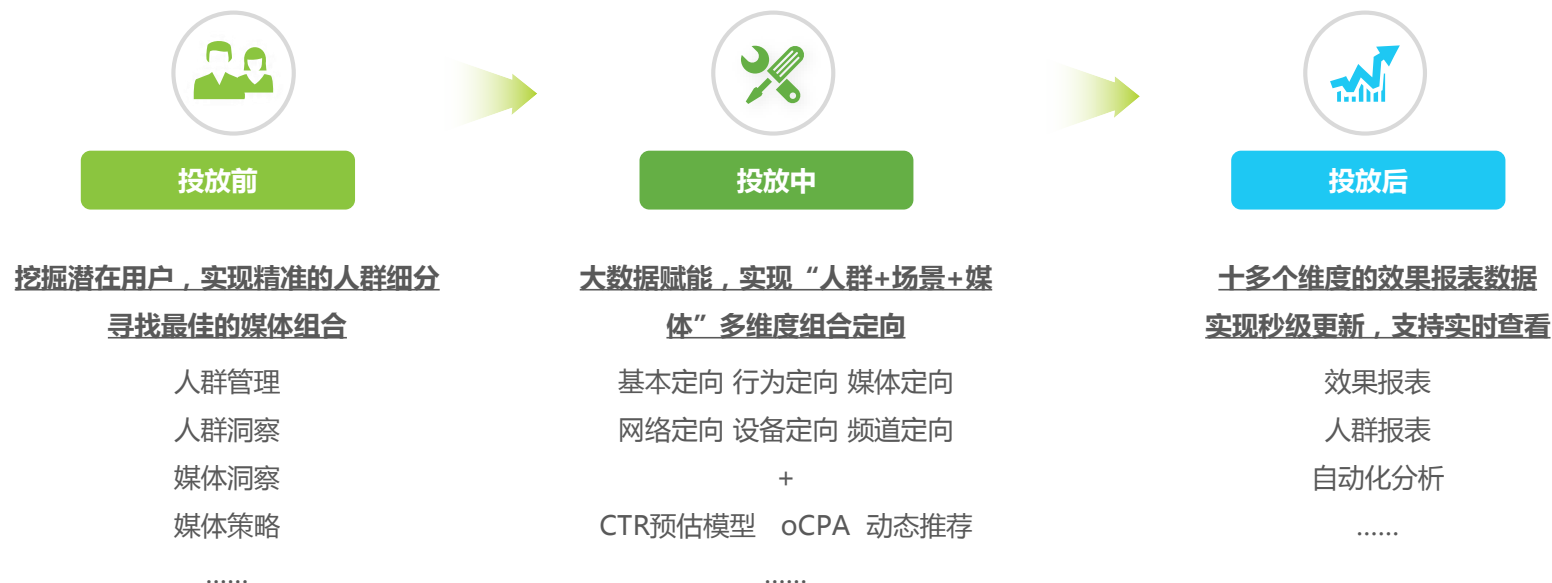 投放前
挖掘潜在用户，实现精准的人群细分
寻找最佳的媒体组合
人群管理
人群洞察
媒体洞察
媒体策略
……
投放中
大数据赋能，实现“人群+场景+媒
体”多维度组合定向
基本定向 行为定向 媒体定向
网络定向 设备定向 频道定向
+
CTR预估模型 oCPA 动态推荐
……
投放后
十多个维度的效果报表数据
实现秒级更新，支持实时查看
效果报表
人群报表
自动化分析
……